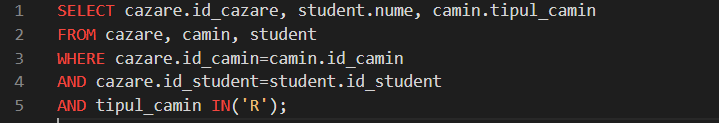 1 SELECT cazare.id_cazare, student.nume, camin.tipul_camin
2 FROM cazare, camin, student
3 WHERE cazare.id_camin=camin.id_camin
4 AND cazare.id_student=student.id_student
5 AND tipul_camin IN('R');